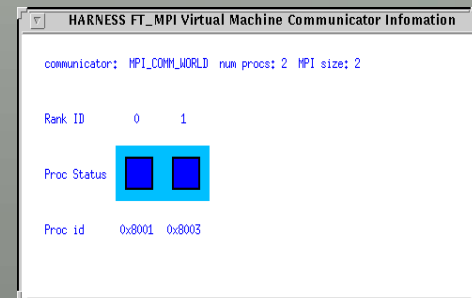 HARNESS FT_MPI Virtual Machine Communicator Infomation
communicator: MPI_COMM_WORLD num procs: 2 MPI size: 2
Rank ID 0 1
Proc Status
Proc id 0x8001 0x8003